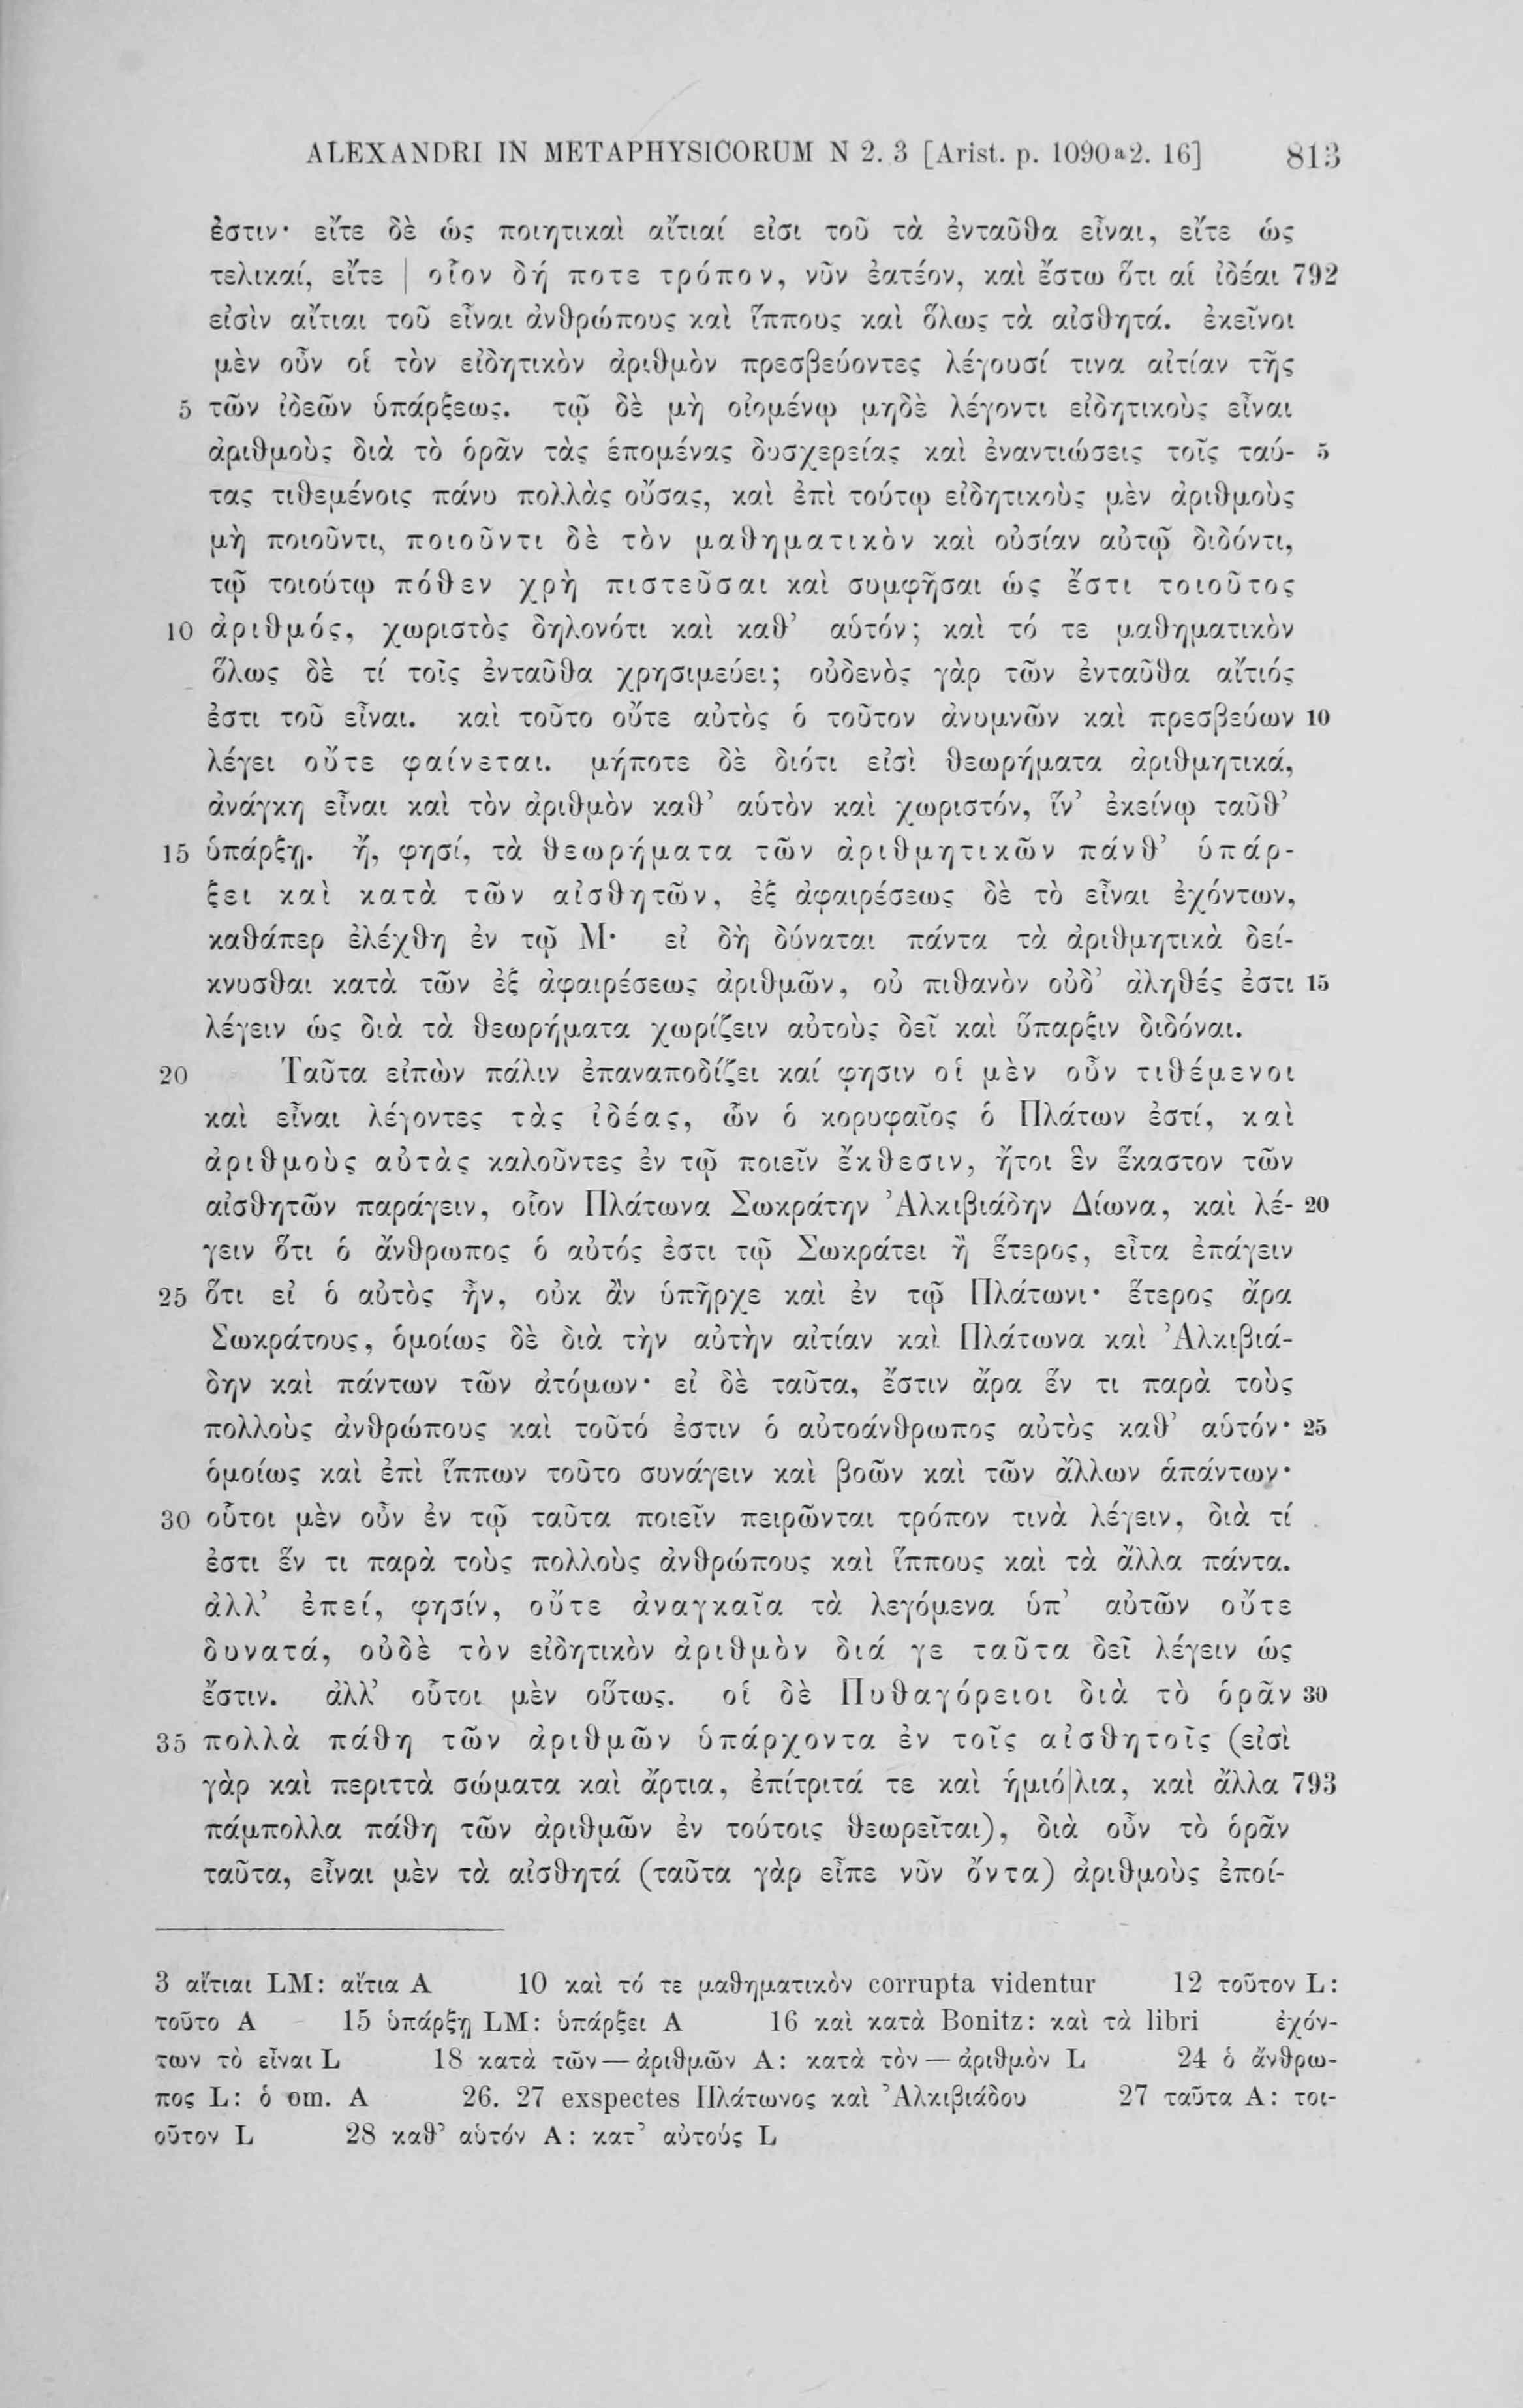 ALEXANDRI IN METAPHYSICORUM N 2. 3 [Arist. p. 1090ᵃ2. 16] 813
ἐστιν· εἴτε δὲ ὡς ποιητικαὶ αἴτιαί εἰσι τοῦ τὰ ἐνταῦθα εἶναι, εἴτε ὡς
τελικαί, εἴτε | οἷον δή ποτε τρόπον, νῦν ἐατέον, καὶ ἔστω ὅτι αἱ ἰδέαι 792
εἰσὶν αἴτιαι τοῦ εἶναι ἀνθρώπους καὶ ἵππους καὶ ὅλως τὰ αἰσθητά. ἐκεῖνοι
μὲν οὖν οἱ τὸν εἰδητικὸν ἀριθμὸν πρεσβεύοντες λέγουσί τινα αἰτίαν τῆς
5 τῶν ἰδεῶν ὑπάρξεως. τῷ δὲ μὴ οἰομένῳ μηδὲ λέγοντι εἰδητικοὺς εἶναι
ἀριθμοὺς διὰ τὸ ὁρᾶν τὰς ἑπομένας δυσχερείας καὶ ἐναντιώσεις τοῖς ταύ- 5
τας τιθεμένοις πάνυ πολλὰς οὔσας, καὶ ἐπὶ τούτῳ εἰδητικοὺς μὲν ἀριθμοὺς
μὴ ποιοῦντι, ποιοῦντι δὲ τὸν μαθηματικὸν καὶ οὐσίαν αὐτῷ διδόντι,
τῷ τοιούτῳ πόθεν χρὴ πιστεῦσαι καὶ συμφῆσαι ὡς ἔστι τοιοῦτος
10 ἀριθμός, χωριστὸς δηλονότι καὶ καθ’ αὑτόν; καὶ τό τε μαθηματικὸν
ὅλως δὲ τί τοῖς ἐνταῦθα χρησιμεύει; οὐδενὸς γὰρ τῶν ἐνταῦθα αἴτιός
ἐστι τοῦ εἶναι. καὶ τοῦτο οὔτε αὐτὸς ὁ τοῦτον ἀνυμνῶν καὶ πρεσβεύων 10
λέγει οὔτε φαίνεται. μήποτε δὲ διότι εἰσὶ θεωρήματα ἀριθμητικά,
ἀνάγκη εἶναι καὶ τὸν ἀριθμὸν καθ’ αὑτὸν καὶ χωριστόν, ἵν’ ἐκείνῳ ταῦθ’
15 ὑπάρξῃ. ἤ, φησί, τὰ θεωρήματα τῶν ἀριθμητικῶν πάνθ’ ὑπάρ-
ξει καὶ κατὰ τῶν αἰσθητῶν, ἐξ ἀφαιρέσεως δὲ τὸ εἶναι ἐχόντων,
καθάπερ ἐλέχθη ἐν τῷ Μ· εἰ δὴ δύναται πάντα τὰ ἀριθμητικὰ δεί-
κνυσθαι κατὰ τῶν ἐξ ἀφαιρέσεως ἀριθμῶν, οὐ πιθανὸν οὐδ’ ἀληθές ἐστι 15
λέγειν ὡς διὰ τὰ θεωρήματα χωρίζειν αὐτοὺς δεῖ καὶ ὕπαρξιν διδόναι.
20 Ταῦτα εἰπὼν πάλιν ἐπαναποδίζει καί φησιν οἱ μὲν οὖν τιθέμενοι
καὶ εἶναι λέγοντες τὰς ἰδέας, ὧν ὁ κορυφαῖος ὁ Πλάτων ἐστί, καὶ
ἀριθμοὺς αὐτὰς καλοῦντες ἐν τῷ ποιεῖν ἔκθεσιν, ἤτοι ἓν ἕκαστον τῶν
αἰσθητῶν παράγειν, οἷον Πλάτωνα Σωκράτην Ἀλκιβιάδην Δίωνα, καὶ λέ- 20
γειν ὅτι ὁ ἄνθρωπος ὁ αὐτός ἐστι τῷ Σωκράτει ἢ ἕτερος, εἶτα ἐπάγειν
25 ὅτι εἰ ὁ αὐτὸς ἦν, οὐκ ἂν ὑπῆρχε καὶ ἐν τῷ Πλάτωνι· ἕτερος ἄρα
Σωκράτους, ὁμοίως δὲ διὰ τὴν αὐτὴν αἰτίαν καὶ Πλάτωνα καὶ Ἀλκιβιά-
δην καὶ πάντων τῶν ἀτόμων· εἰ δὲ ταῦτα, ἔστιν ἄρα ἕν τι παρὰ τοὺς
πολλοὺς ἀνθρώπους καὶ τοῦτό ἐστιν ὁ αὐτοάνθρωπος αὐτὸς καθ’ αὑτόν· 25
ὁμοίως καὶ ἐπὶ ἵππων τοῦτο συνάγειν καὶ βοῶν καὶ τῶν ἄλλων ἁπάντων·
30 οὗτοι μὲν οὖν ἐν τῷ ταῦτα ποιεῖν πειρῶνται τρόπον τινὰ λέγειν, διὰ τί
ἐστι ἕν τι παρὰ τοὺς πολλοὺς ἀνθρώπους καὶ ἵππους καὶ τὰ ἄλλα πάντα.
ἀλλ’ ἐπεί, φησίν, οὔτε ἀναγκαῖα τὰ λεγόμενα ὑπ’ αὐτῶν οὔτε
δυνατά, οὐδὲ τὸν εἰδητικὸν ἀριθμὸν διά γε ταῦτα δεῖ λέγειν ὡς
ἔστιν. ἀλλ’ οὗτοι μὲν οὕτως. οἱ δὲ Πυθαγόρειοι διὰ τὸ ὁρᾶν 30
35 πολλὰ πάθη τῶν ἀριθμῶν ὑπάρχοντα ἐν τοῖς αἰσθητοῖς (εἰσὶ
γὰρ καὶ περιττὰ σώματα καὶ ἄρτια, ἐπίτριτά τε καὶ ἡμιό|λια, καὶ ἄλλα 793
πάμπολλα πάθη τῶν ἀριθμῶν ἐν τούτοις θεωρεῖται), διὰ οὖν τὸ ὁρᾶν
ταῦτα, εἶναι μὲν τὰ αἰσθητά (ταῦτα γὰρ εἶπε νῦν ὄντα) ἀριθμοὺς ἐποί-
3 αἴτιαι LM: αἴτια A 10 καὶ τό τε μαθηματικὸν corrupta videntur 12 τοῦτον L:
τοῦτο A 15 ὑπάρξῃ LM: ὑπάρξει A 16 καὶ κατὰ Bonitz: καὶ τὰ libri ἐχόν-
των τὸ εἶναι L 18 κατὰ τῶν — ἀριθμῶν A: κατὰ τὸν — ἀριθμὸν L 24 ὁ ἄνθρω-
πος L: ὁ om. A 26. 27 exspectes Πλάτωνος καὶ Ἀλκιβιάδου 27 ταῦτα A: τοι-
οῦτον L 28 καθ’ αὑτόν A: κατ’ αὐτούς L